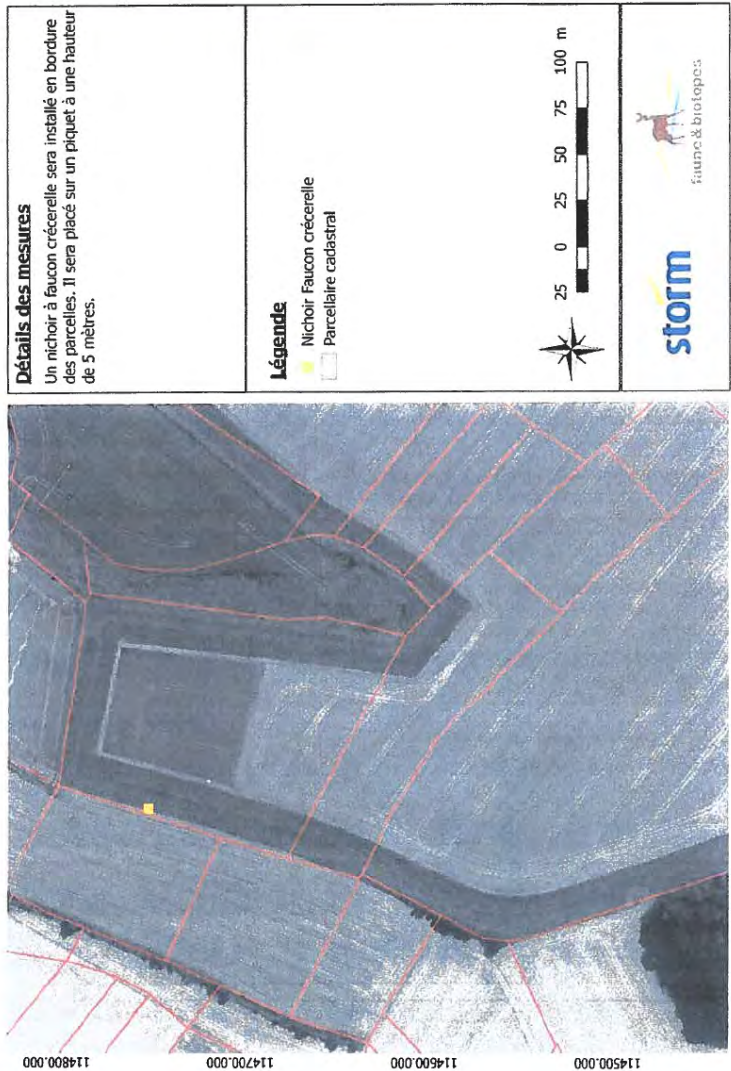 Détails des mesures
Un nichoir à faucon crécerelle sera installé en bordure
des parcelles. Il sera placé sur un piquet à une hauteur
de 5 mètres.
Légende
Nichoir Faucon crécerelle
Parcellaire cadastral
25 0 25 50 75 100 m
storm
faune & biotopes
114800.000
114700.000
114600.000
114500.000